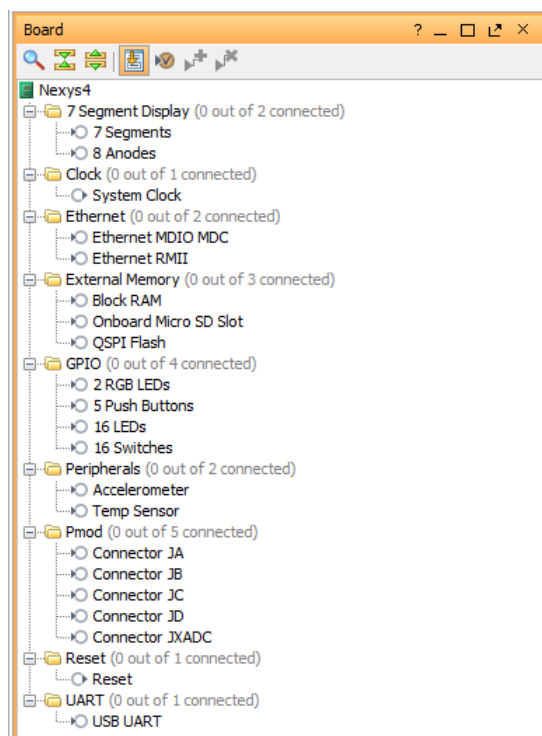 Board
Nexys4
7 Segment Display (0 out of 2 connected)
7 Segments
8 Anodes
Clock (0 out of 1 connected)
System Clock
Ethernet (0 out of 2 connected)
Ethernet MDIO MDC
Ethernet RMII
External Memory (0 out of 3 connected)
Block RAM
Onboard Micro SD Slot
QSPI Flash
GPIO (0 out of 4 connected)
2 RGB LEDs
5 Push Buttons
16 LEDs
16 Switches
Peripherals (0 out of 2 connected)
Accelerometer
Temp Sensor
Pmod (0 out of 5 connected)
Connector JA
Connector JB
Connector JC
Connector JD
Connector JXADC
Reset (0 out of 1 connected)
Reset
UART (0 out of 1 connected)
USB UART